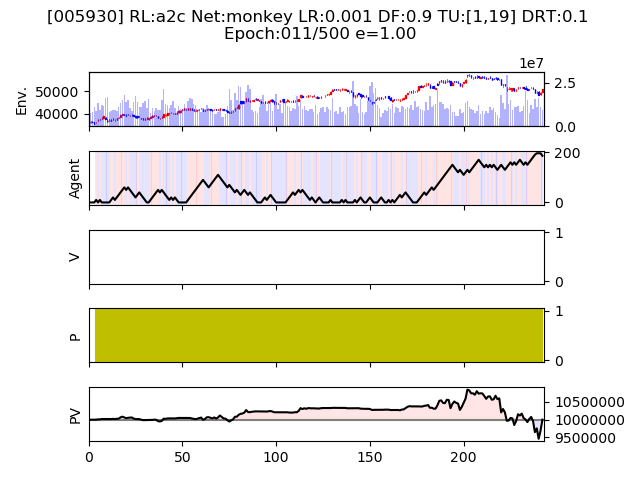 [005930] RL:a2c Net:monkey LR:0.001 DF:0.9 TU:[1,19] DRT:0.1
Epoch:011/500 e=1.00
1e7
Env.
50000
40000
2.5
0.0
Agent
200
0
V
1
0
P
1
0
PV
10500000
10000000
9500000
0 50 100 150 200